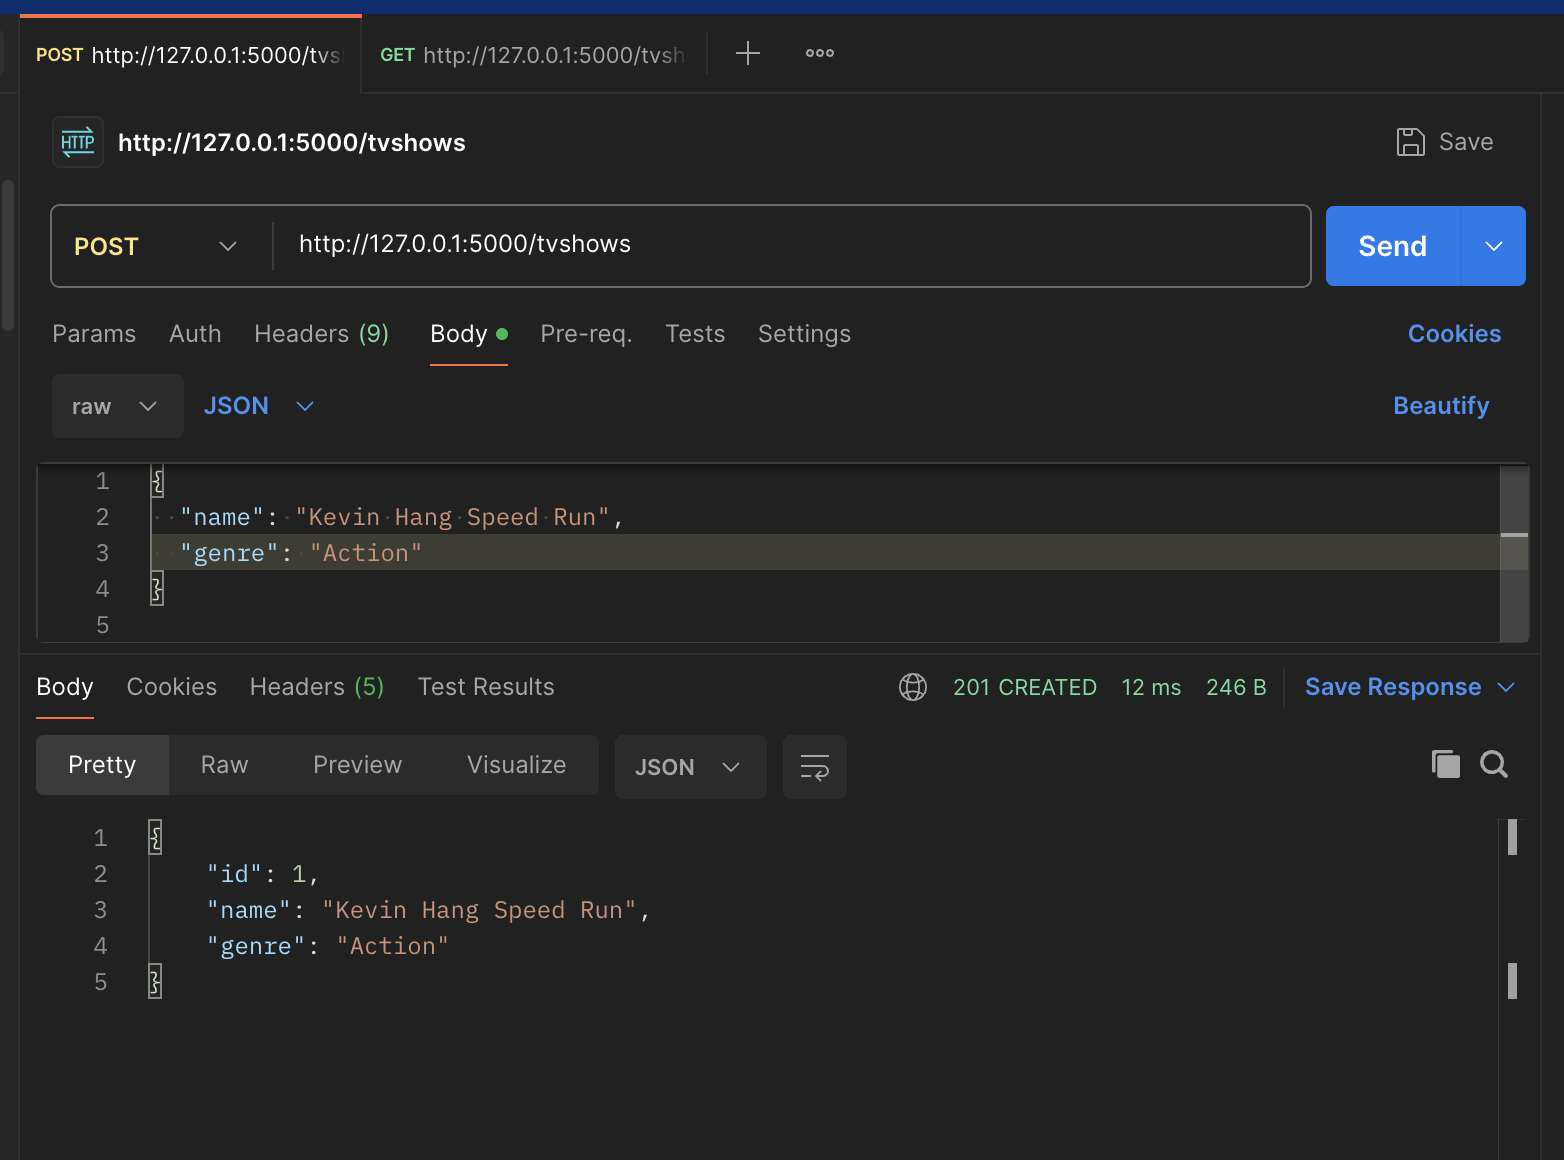 POST http://127.0.0.1:5000/tvs GET http://127.0.0.1:5000/tvsh
HTTP http://127.0.0.1:5000/tvshows Save
POST http://127.0.0.1:5000/tvshows Send
Params Auth Headers (9) Body Pre-req. Tests Settings Cookies
raw JSON Beautify
1 {
2 "name": "Kevin Hang Speed Run",
3 "genre": "Action"
4 }
5
Body Cookies Headers (5) Test Results 201 CREATED 12 ms 246 B Save Response
Pretty Raw Preview Visualize JSON
1 {
2 "id": 1,
3 "name": "Kevin Hang Speed Run",
4 "genre": "Action"
5 }